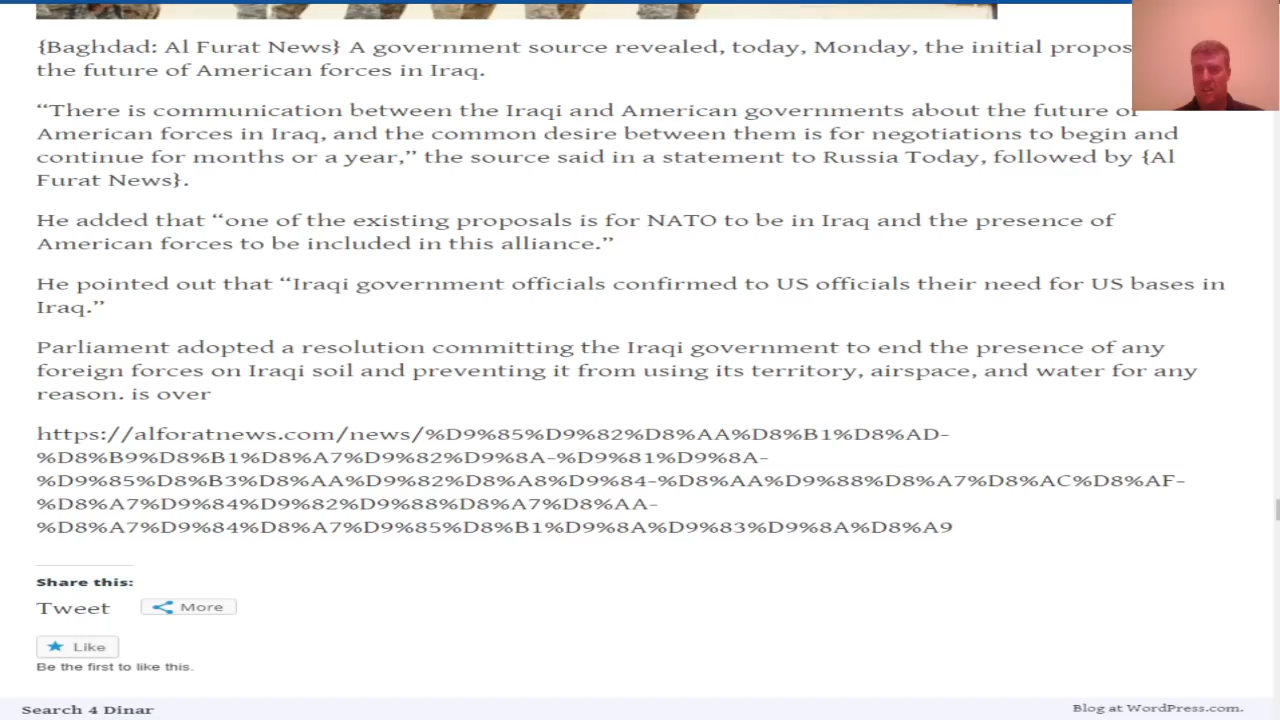 {Baghdad: Al Furat News} A government source revealed, today, Monday, the initial
the future of American forces in Iraq.
“There is communication between the Iraqi and American governments about the future of
American forces in Iraq, and the common desire between them is for negotiations to begin and
continue for months or a year,” the source said in a statement to Russia Today, followed by {Al
Furat News}.
He added that “one of the existing proposals is for NATO to be in Iraq and the presence of
American forces to be included in this alliance.”
He pointed out that “Iraqi government officials confirmed to US officials their need for US bases in
Iraq.”
Parliament adopted a resolution committing the Iraqi government to end the presence of any
foreign forces on Iraqi soil and preventing it from using its territory, airspace, and water for any
reason. is over
https://alforatnews.com/news/%D9%85%D9%82%D8%AA%D8%B1%D8%AD-
%D8%B9%D8%B1%D8%A7%D9%82%D9%8A-%D9%81%D9%8A-
%D9%85%D8%B3%D8%AA%D9%82%D8%A8%D9%84-%D8%AA%D9%88%D8%A7%D8%AC%D8%AF-
%D8%A7%D9%84%D9%82%D9%88%D8%A7%D8%AA-
%D8%A7%D9%84%D8%A7%D9%85%D8%B1%D9%8A%D9%83%D9%8A%D8%A9
Share this:
Tweet
More
Like
Be the first to like this.
Search 4 Dinar
Blog at WordPress.com.